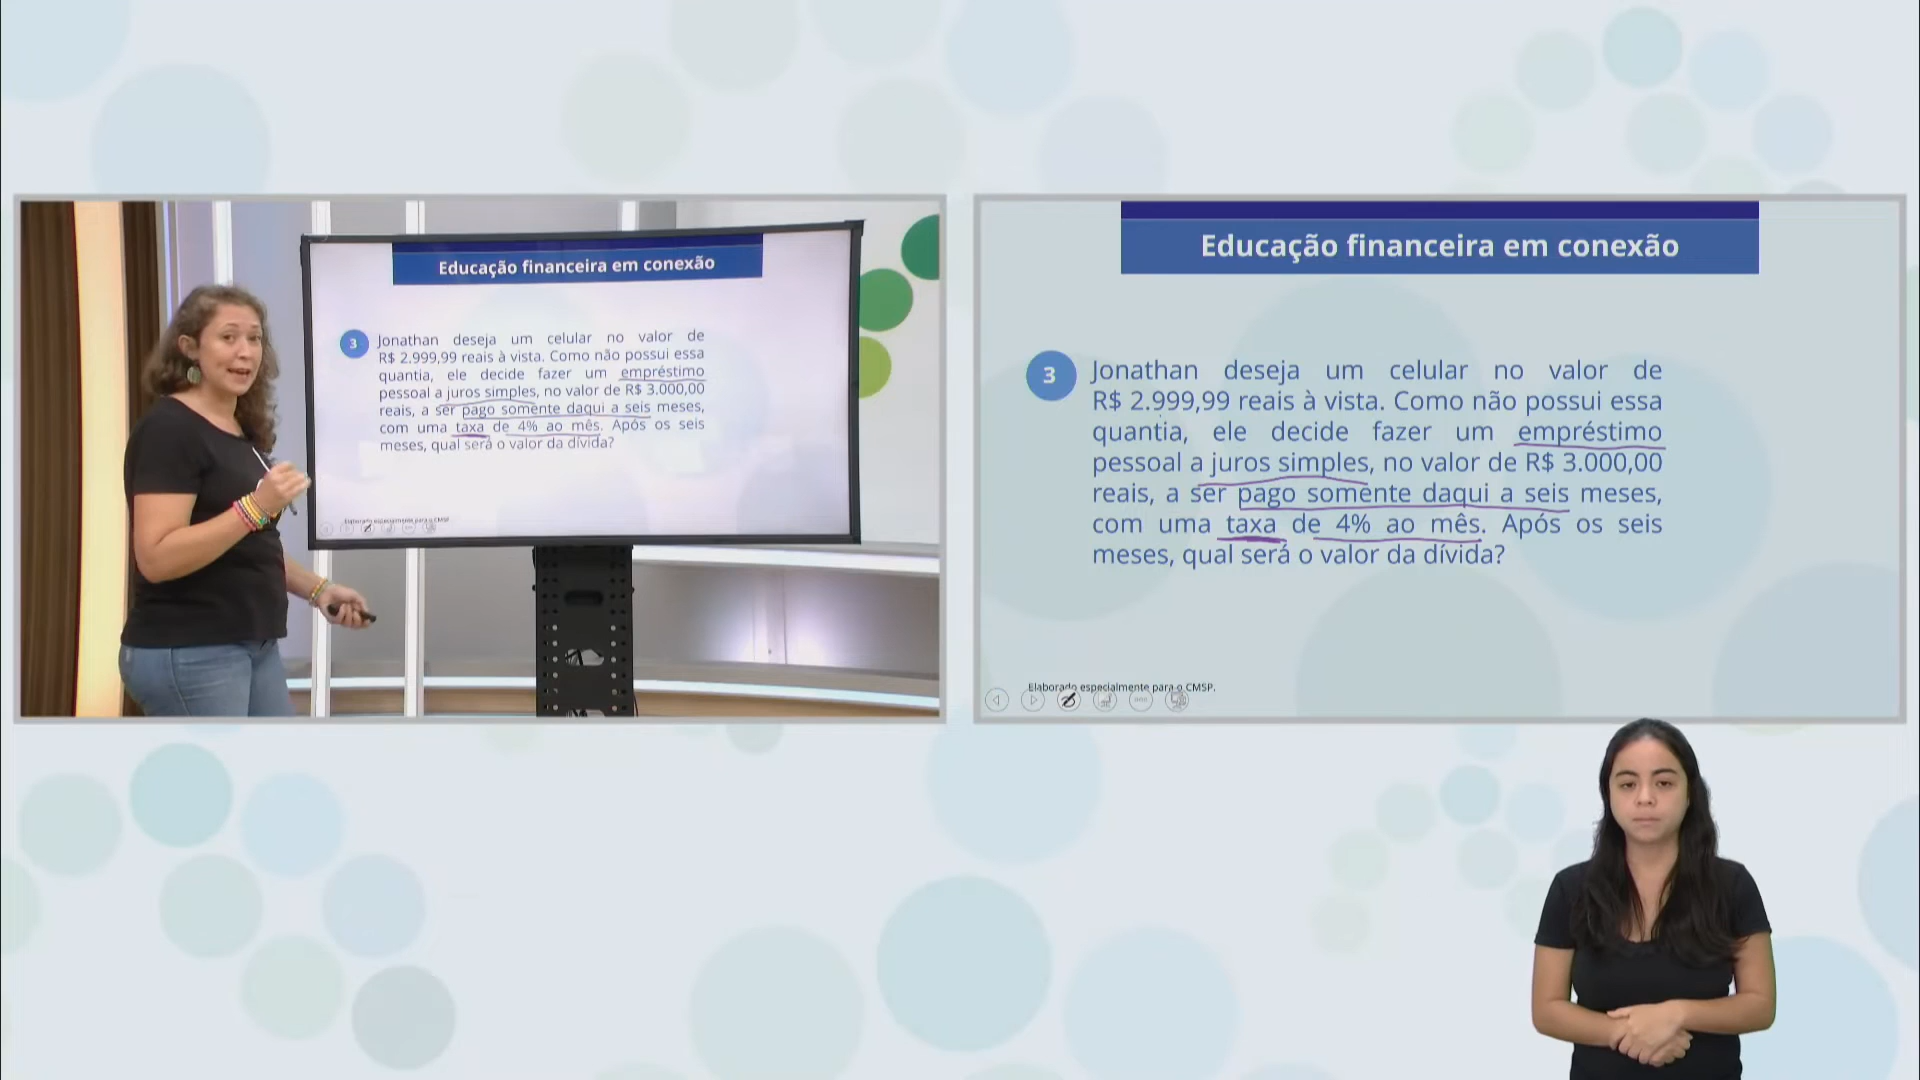 Educação financeira em conexão
3
Jonathan deseja um celular no valor de
R$ 2.999,99 reais à vista. Como não possui essa
quantia, ele decide fazer um empréstimo
pessoal a juros simples, no valor de R$ 3.000,00
reais, a ser pago somente daqui a seis meses,
com uma taxa de 4% ao mês. Após os seis
meses, qual será o valor da dívida?
Elaborado especialmente para o CMSP
Educação financeira em conexão
3
Jonathan deseja um celular no valor de
R$ 2.999,99 reais à vista. Como não possui essa
quantia, ele decide fazer um empréstimo
pessoal a juros simples, no valor de R$ 3.000,00
reais, a ser pago somente daqui a seis meses,
com uma taxa de 4% ao mês. Após os seis
meses, qual será o valor da dívida?
Elaborado especialmente para o CMSP.